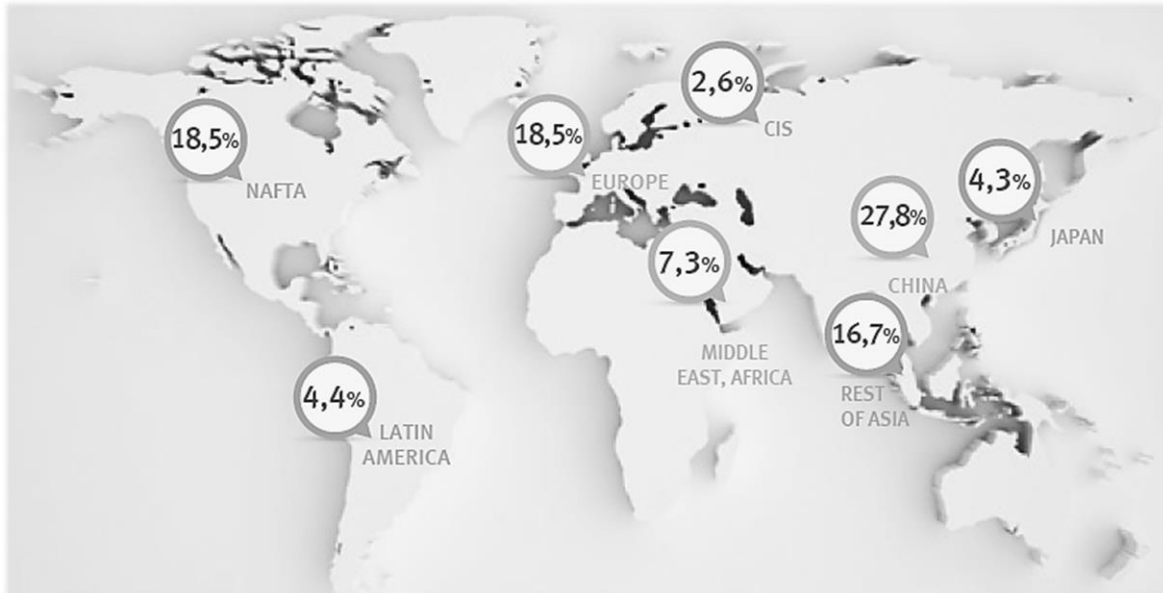 2,6%
CIS
18,5%
NAFTA
18,5%
EUROPE
4,3%
JAPAN
27,8%
CHINA
7,3%
MIDDLE
EAST, AFRICA
16,7%
REST
OF ASIA
4,4%
LATIN
AMERICA